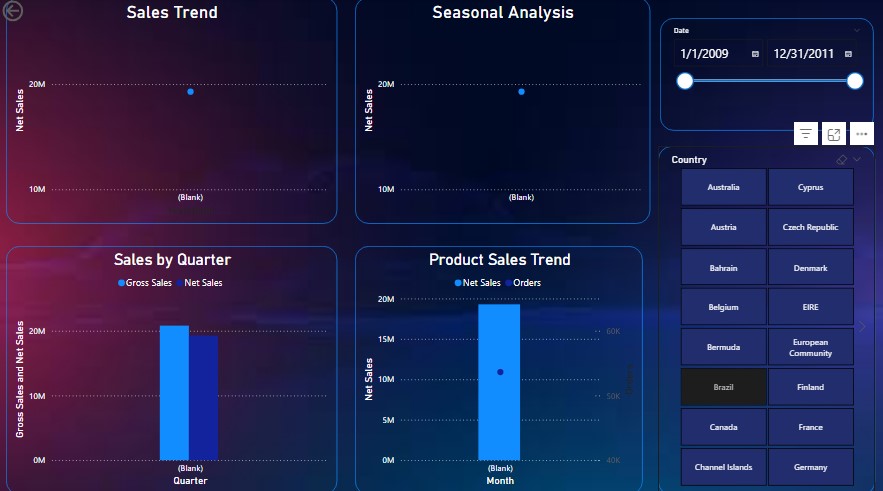 Sales Trend
Net Sales
20M
10M
(Blank)
Seasonal Analysis
Net Sales
20M
10M
(Blank)
Date
1/1/2009
12/31/2011
Sales by Quarter
Gross Sales
Net Sales
Gross Sales and Net Sales
20M
10M
0M
(Blank)
Quarter
Product Sales Trend
Net Sales
Orders
Net Sales
20M
15M
10M
5M
0M
60K
50K
40K
(Blank)
Month
Country
Australia
Cyprus
Austria
Czech Republic
Bahrain
Denmark
Belgium
EIRE
Bermuda
European
Community
Brazil
Finland
Canada
France
Channel Islands
Germany